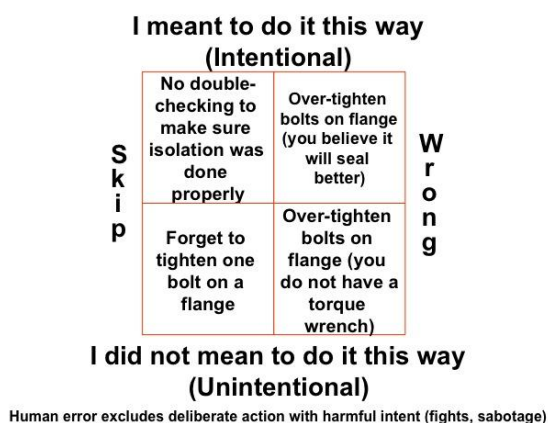 I meant to do it this way
(Intentional)
No double-
checking to
make sure
isolation was
done
properly
Over-tighten
bolts on flange
(you believe it
will seal
better)
Skip
Wrong
Forget to
tighten one
bolt on a
flange
Over-tighten
bolts on
flange (you
do not have a
torque
wrench)
I did not mean to do it this way
(Unintentional)
Human error excludes deliberate action with harmful intent (fights, sabotage)